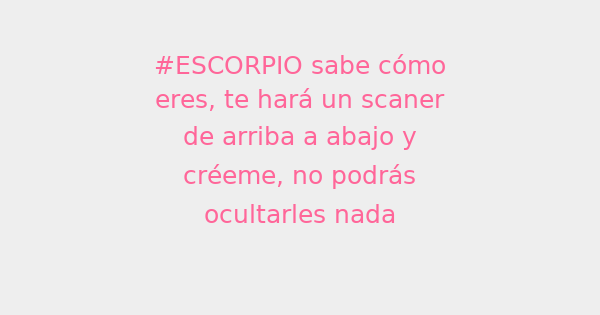 #ESCORPIO sabe cómo
eres, te hará un scaner
de arriba a abajo y
créeme, no podrás
ocultarles nada